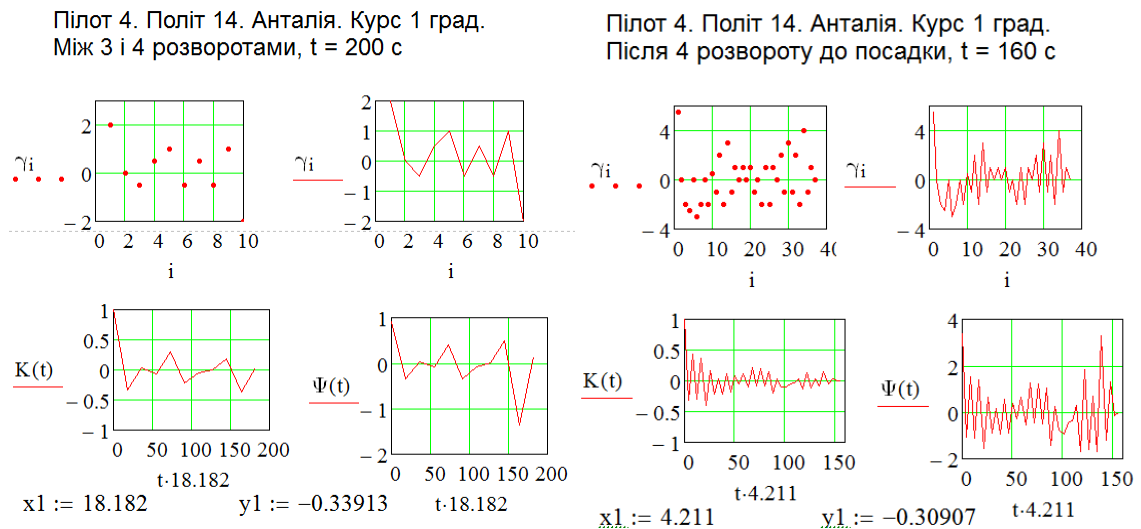 Пілот 4. Політ 14. Анталія. Курс 1 град.
Між 3 і 4 розворотами, t = 200 с
γi
2
0
− 2
0 2 4 6 8 10
i
γi
2
1
0
− 1
− 2
0 2 4 6 8 10
i
K(t)
1
0.5
0
− 0.5
− 1
0 50 100 150 200
t·18.182
Ψ(t)
1
0
− 1
− 2
0 50 100 150 200
t·18.182
x1 := 18.182 y1 := −0.33913
Пілот 4. Політ 14. Анталія. Курс 1 град.
Після 4 розвороту до посадки, t = 160 с
γi
4
0
− 4
0 10 20 30 40
i
γi
4
0
− 4
0 10 20 30 40
i
K(t)
1
0.5
0
− 0.5
− 1
0 50 100 150
t·4.211
Ψ(t)
4
2
0
− 2
0 50 100 150
t·4.211
x1 := 4.211 y1 := −0.30907